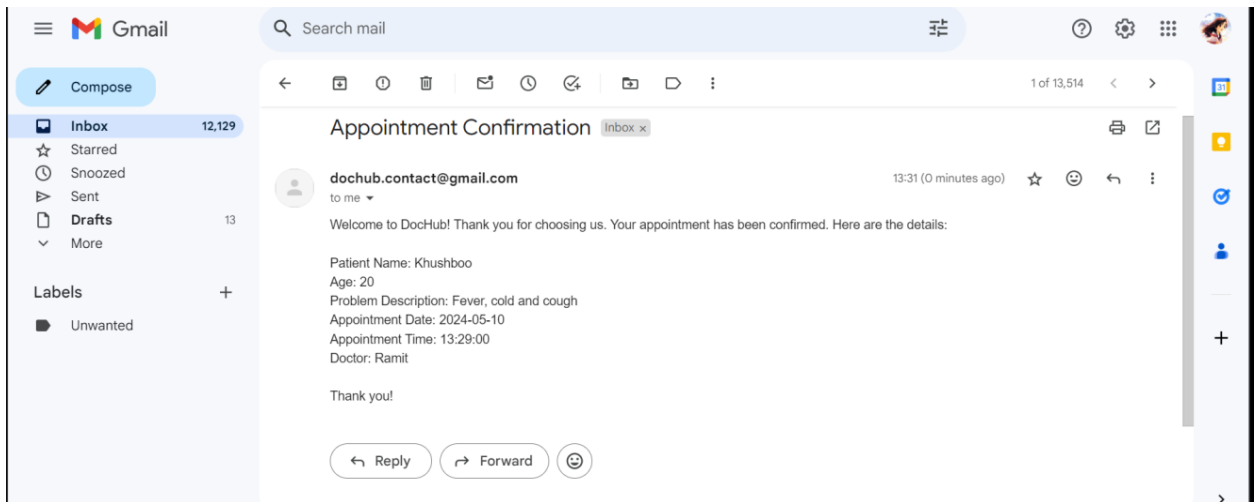 Gmail
Search mail
Compose
1 of 13,514
31
Inbox 12,129
Appointment Confirmation Inbox ×
Starred
Snoozed
dochub.contact@gmail.com 13:31 (0 minutes ago)
Sent
to me
Drafts 13
Welcome to DocHub! Thank you for choosing us. Your appointment has been confirmed. Here are the details:
More
Patient Name: Khushboo
Age: 20
Labels +
Problem Description: Fever, cold and cough
Appointment Date: 2024-05-10
Unwanted
Appointment Time: 13:29:00
Doctor: Ramit
Thank you!
Reply Forward